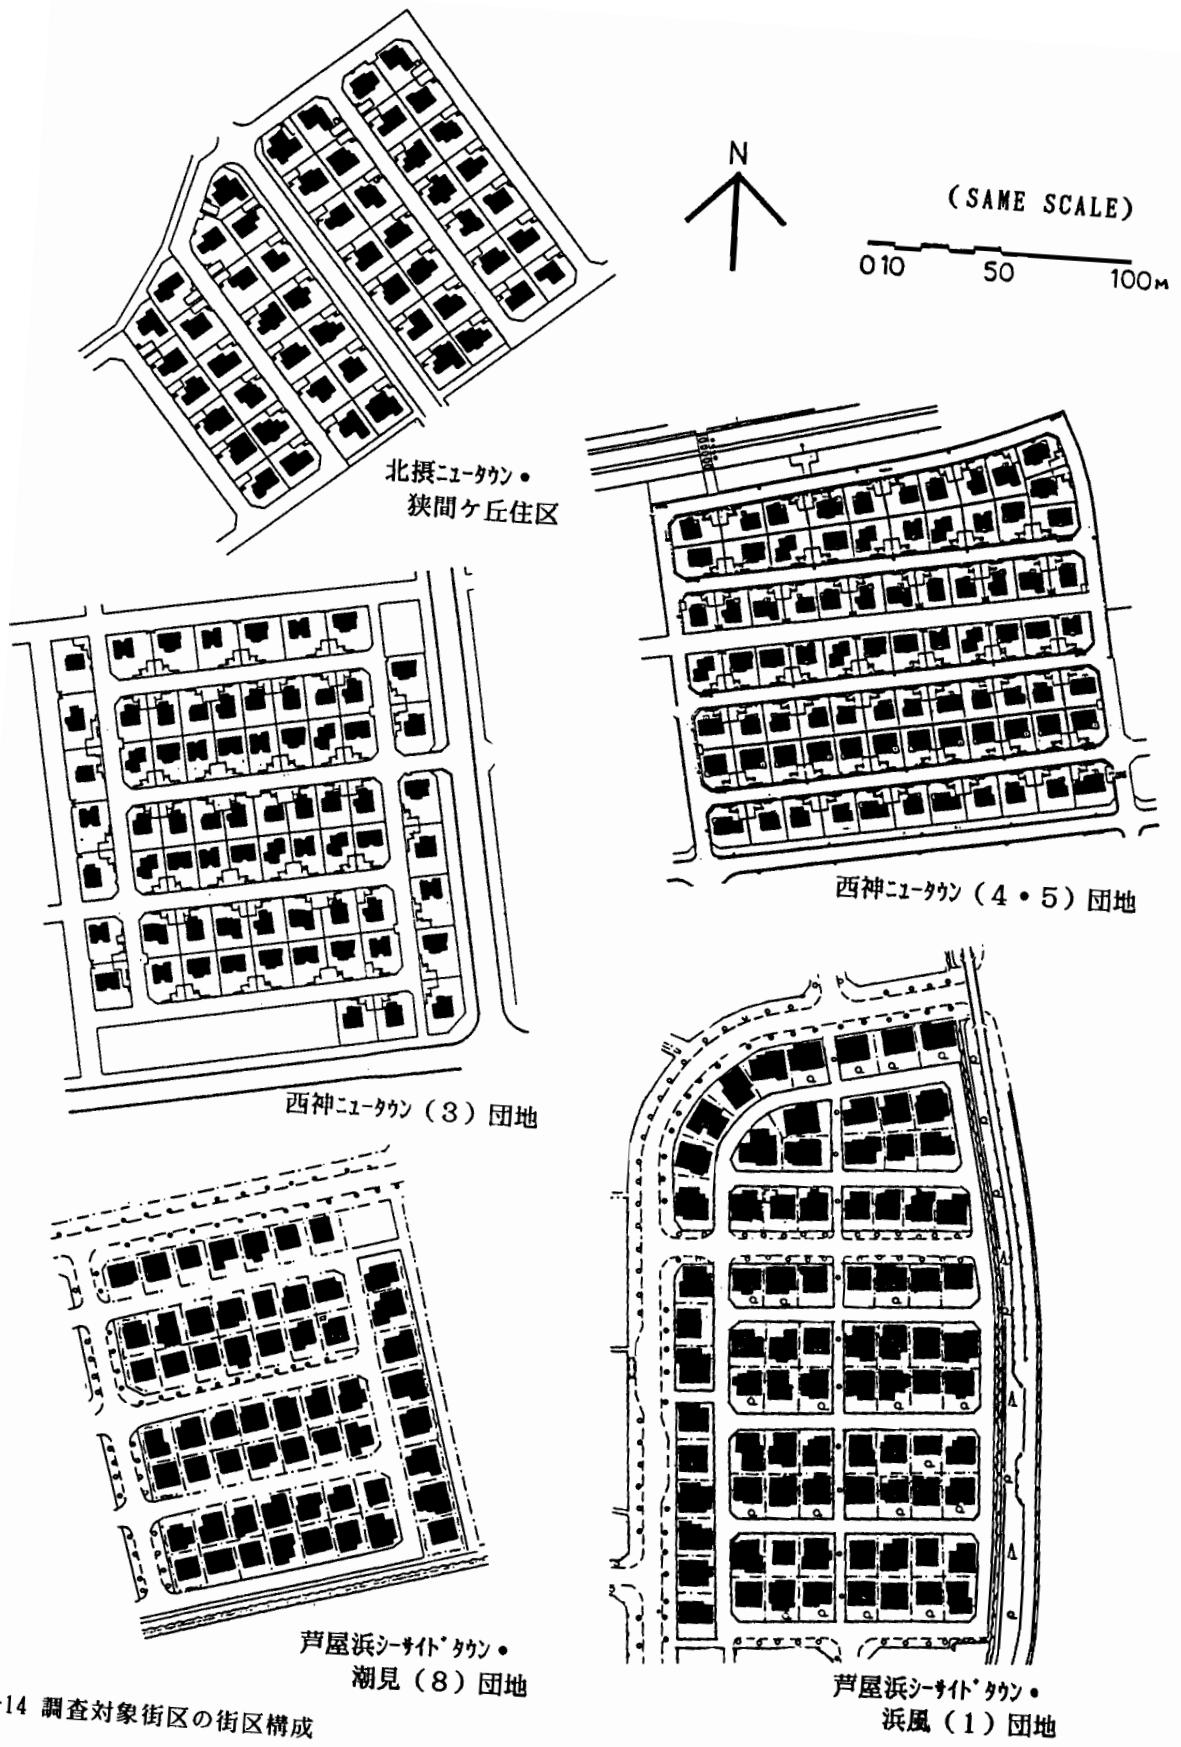 N
(SAME SCALE)
0 10 50 100M
北摂ニュータウン・
狭間ケ丘住区
西神ニュータウン（4・5）団地
西神ニュータウン（3）団地
芦屋浜シーサイドタウン・
潮見（8）団地
芦屋浜シーサイドタウン・
浜風（1）団地
-14 調査対象街区の街区構成